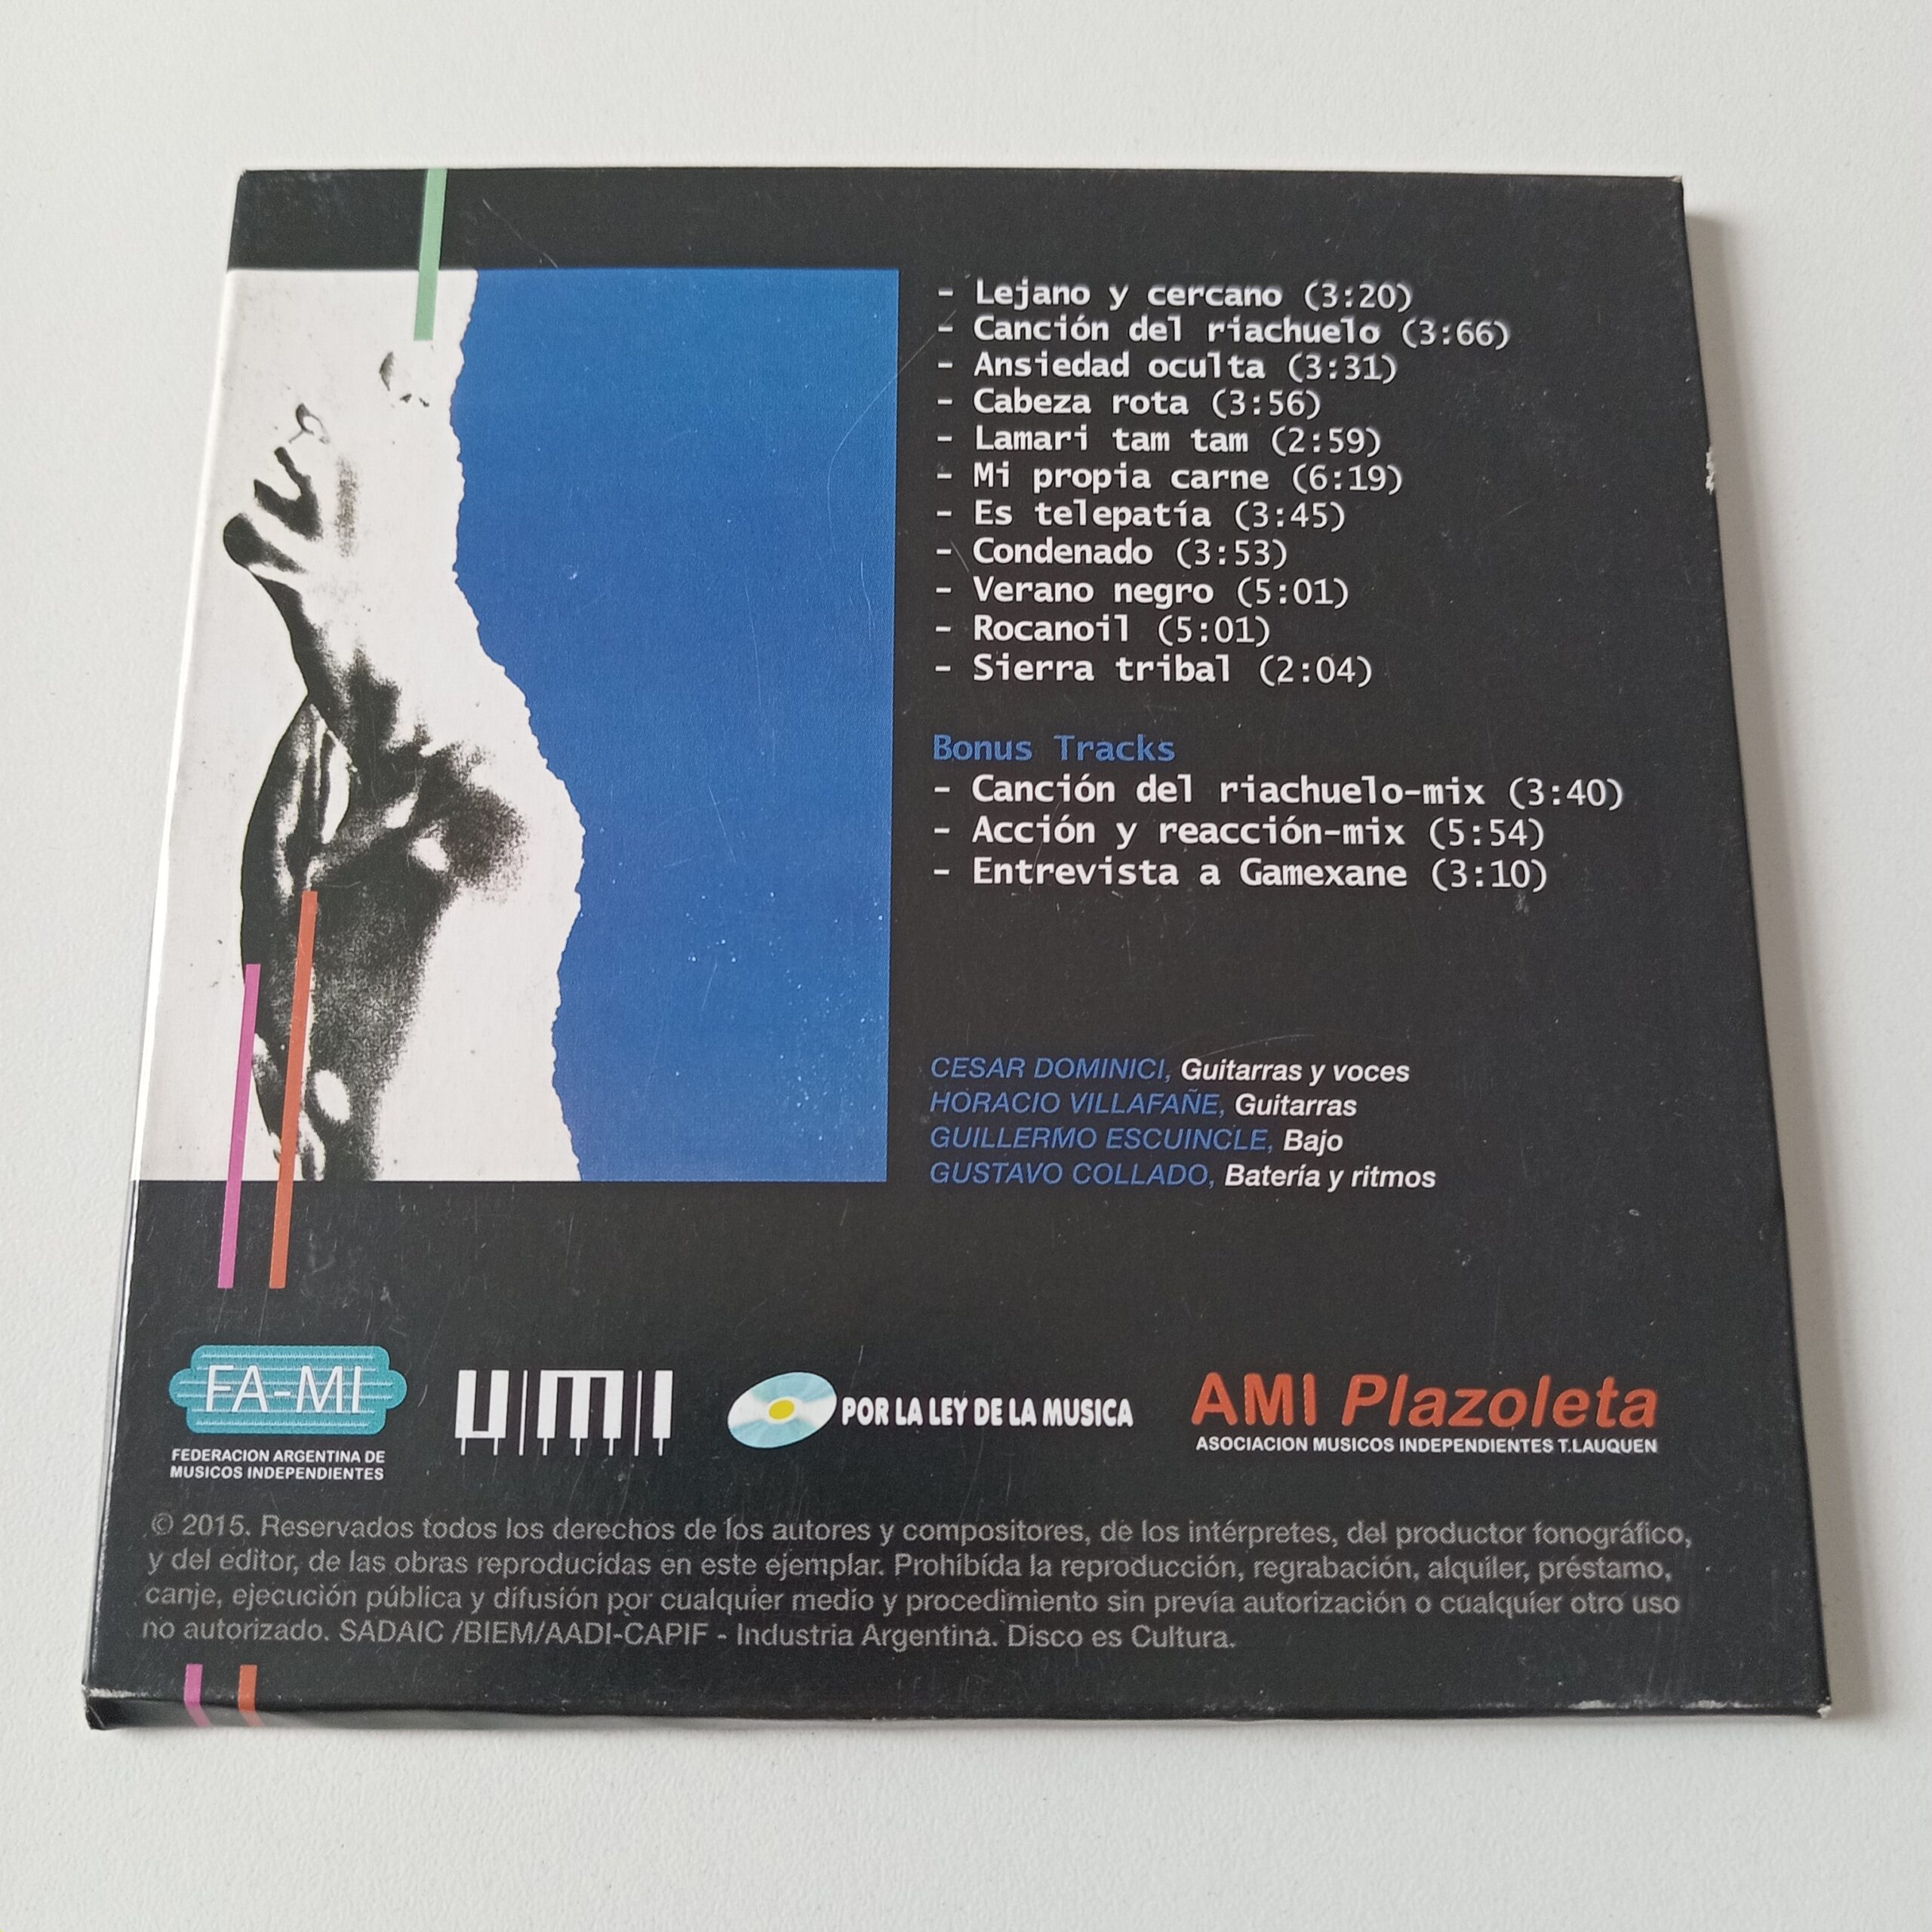 - Lejano y cercano (3:20)
- Canción del riachuelo (3:66)
- Ansiedad oculta (3:31)
- Cabeza rota (3:56)
- Lamari tam tam (2:59)
- Mi propia carne (6:19)
- Es telepatía (3:45)
- Condenado (3:53)
- Verano negro (5:01)
- Rocanoil (5:01)
- Sierra tribal (2:04)
Bonus Tracks
- Canción del riachuelo-mix (3:40)
- Acción y reacción-mix (5:54)
- Entrevista a Gamexane (3:10)
CESAR DOMINICI, Guitarras y voces
HORACIO VILLAFAÑE, Guitarras
GUILLERMO ESCUINCLE, Bajo
GUSTAVO COLLADO, Batería y ritmos
FA-MI
FEDERACION ARGENTINA DE
MUSICOS INDEPENDIENTES
UMI
POR LA LEY DE LA MUSICA
AMI Plazoleta
ASOCIACION MUSICOS INDEPENDIENTES T.LAUQUEN
© 2015. Reservados todos los derechos de los autores y compositores, de los intérpretes, del productor fonográfico,
y del editor, de las obras reproducidas en este ejemplar. Prohibída la reproducción, regrabación, alquiler, préstamo,
canje, ejecución pública y difusión por cualquier medio y procedimiento sin previa autorización o cualquier otro uso
no autorizado. SADAIC /BIEM/AADI-CAPIF - Industria Argentina. Disco es Cultura.